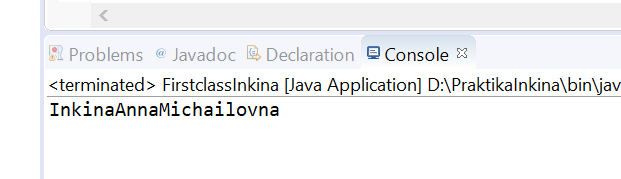 Problems @ Javadoc Declaration Console
<terminated> FirstclassInkina [Java Application] D:\PraktikaInkina\bin\jav
InkinaAnnaMichailovna